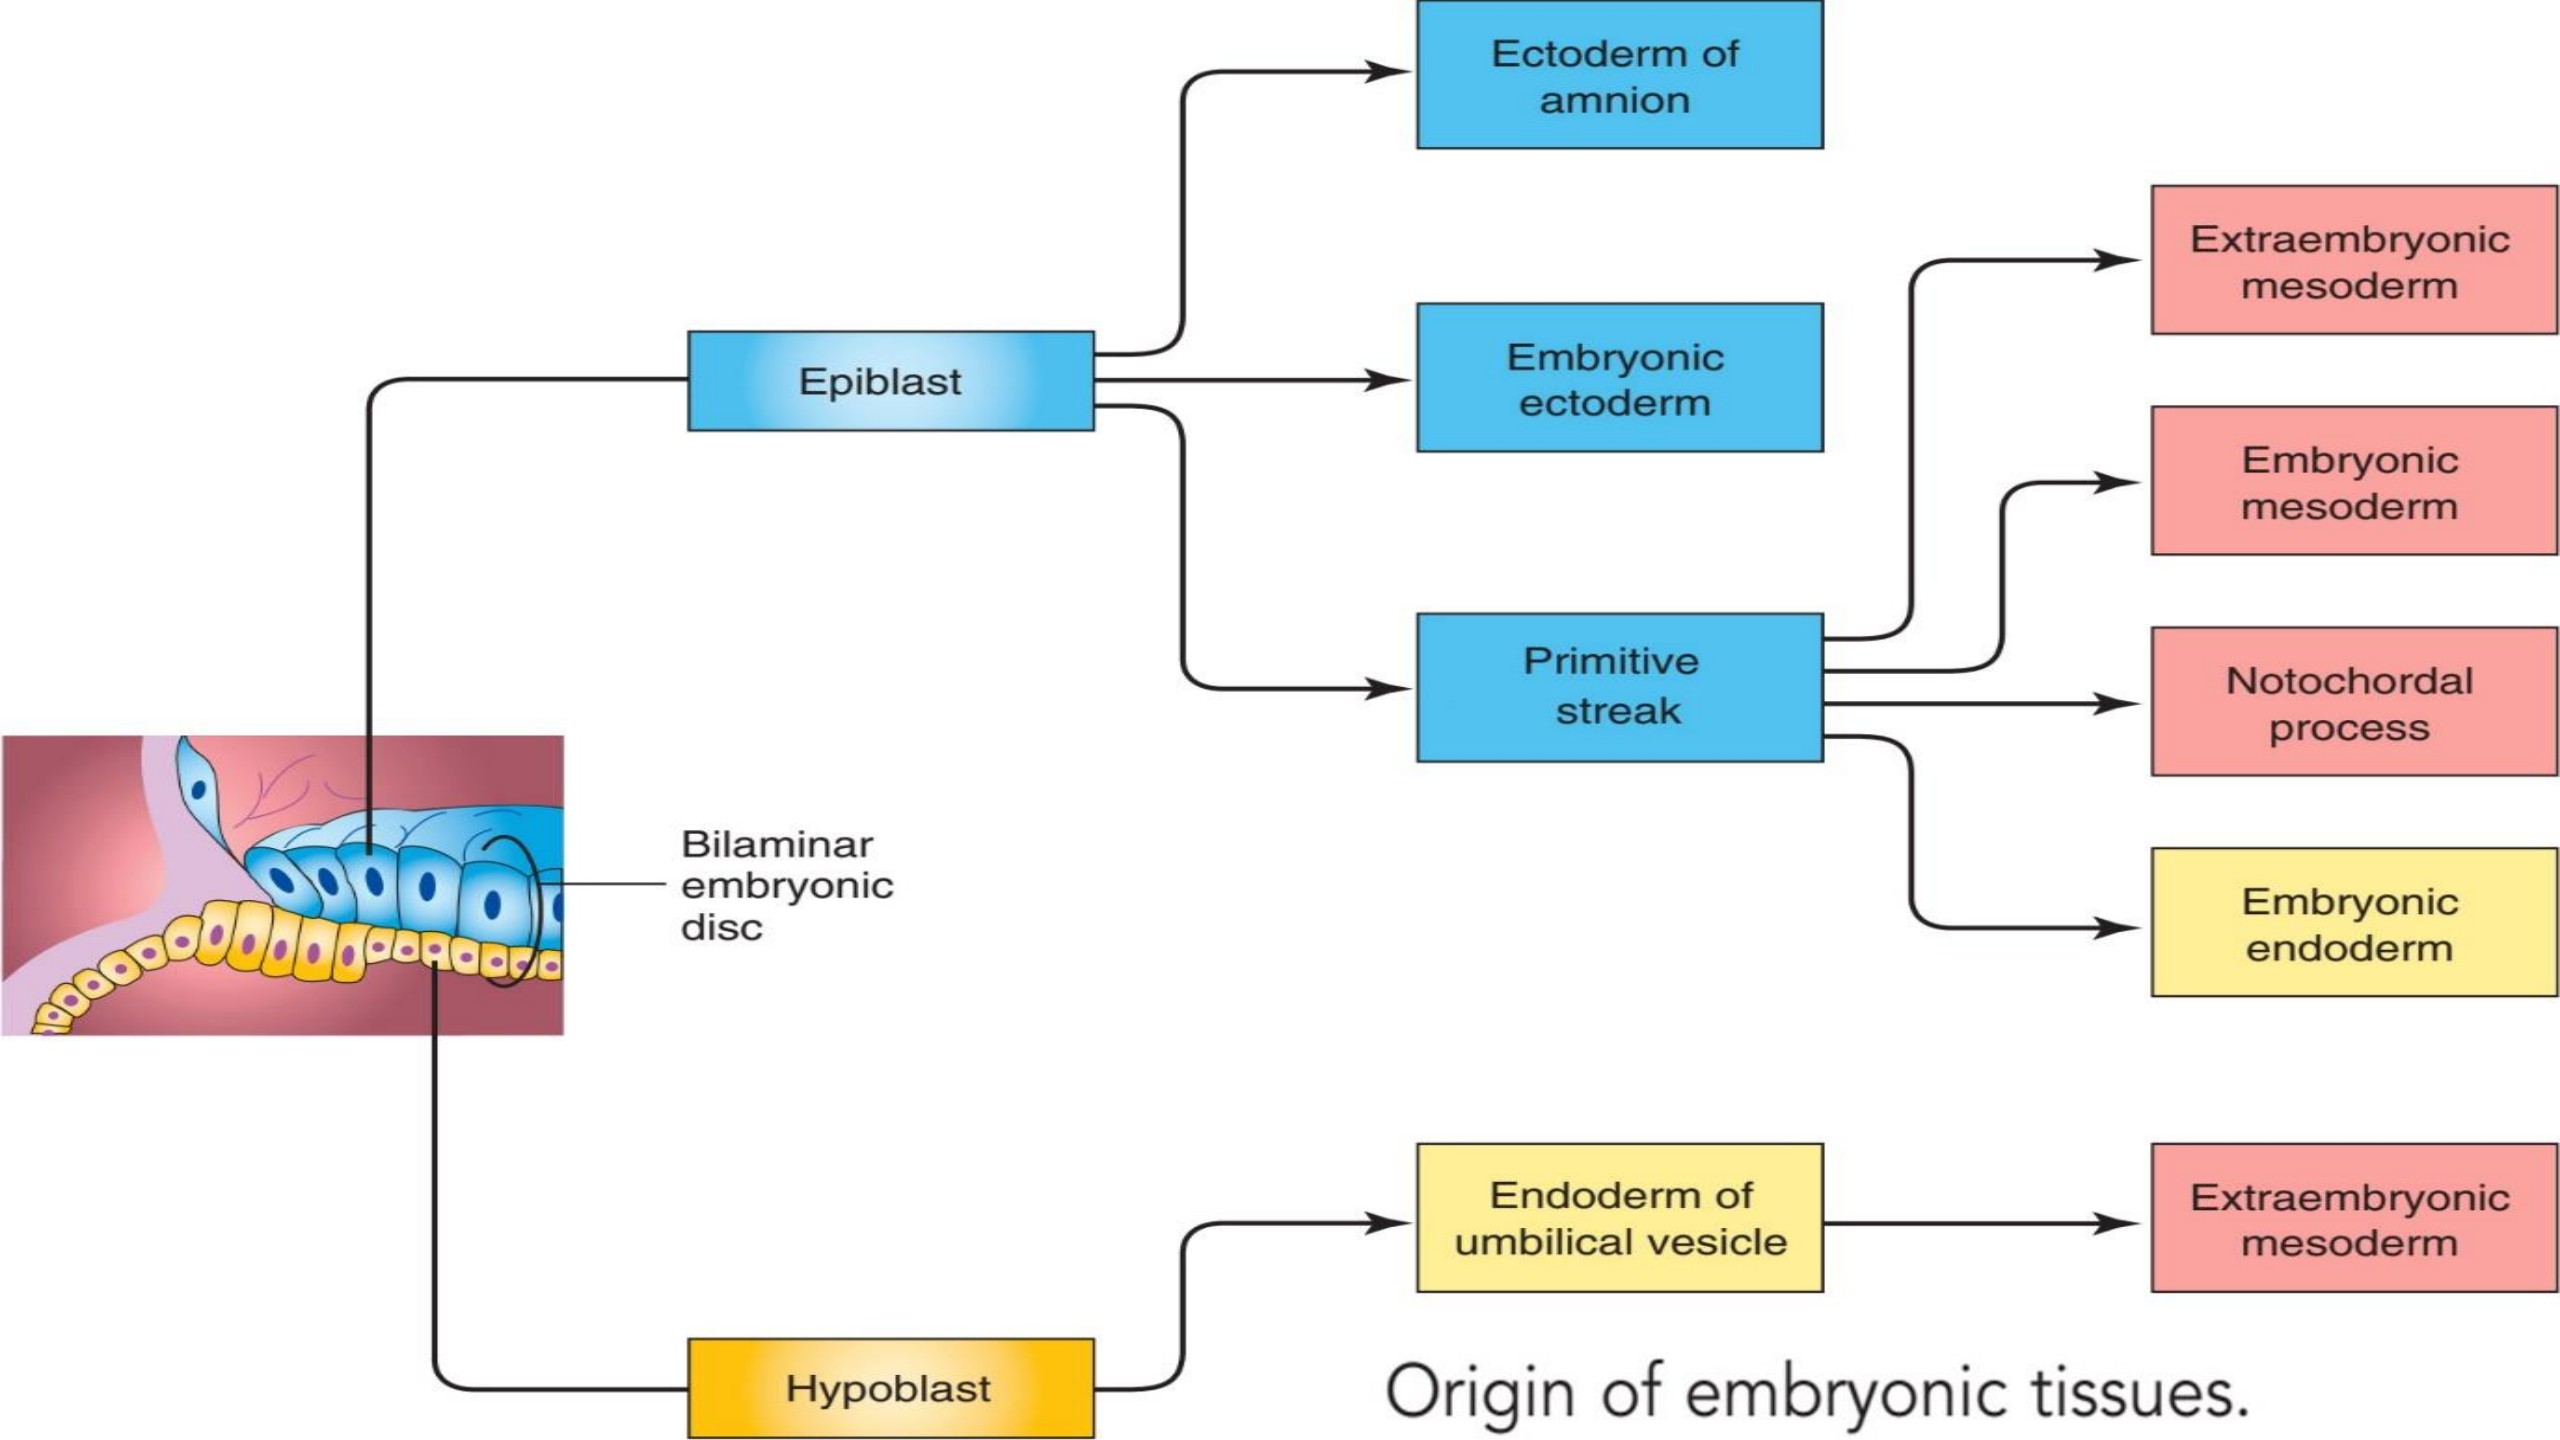 Ectoderm of
amnion
Extraembryonic
mesoderm
Epiblast
Embryonic
ectoderm
Embryonic
mesoderm
Primitive
streak
Notochordal
process
Bilaminar
embryonic
disc
Embryonic
endoderm
Endoderm of
umbilical vesicle
Extraembryonic
mesoderm
Hypoblast
Origin of embryonic tissues.